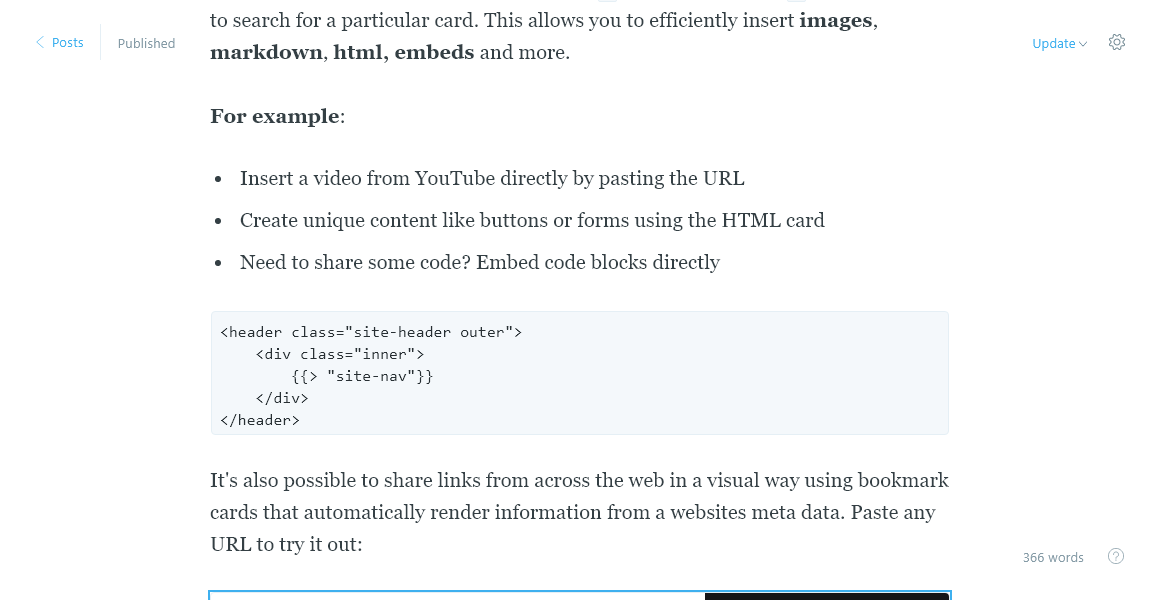 to search for a particular card. This allows you to efficiently insert images,
Posts
Published
Update
markdown, html, embeds and more.
For example:
Insert a video from YouTube directly by pasting the URL
Create unique content like buttons or forms using the HTML card
Need to share some code? Embed code blocks directly
<header class="site-header outer">
    <div class="inner">
        {{> "site-nav"}}
    </div>
</header>
It's also possible to share links from across the web in a visual way using bookmark
cards that automatically render information from a websites meta data. Paste any
URL to try it out:
366 words
?